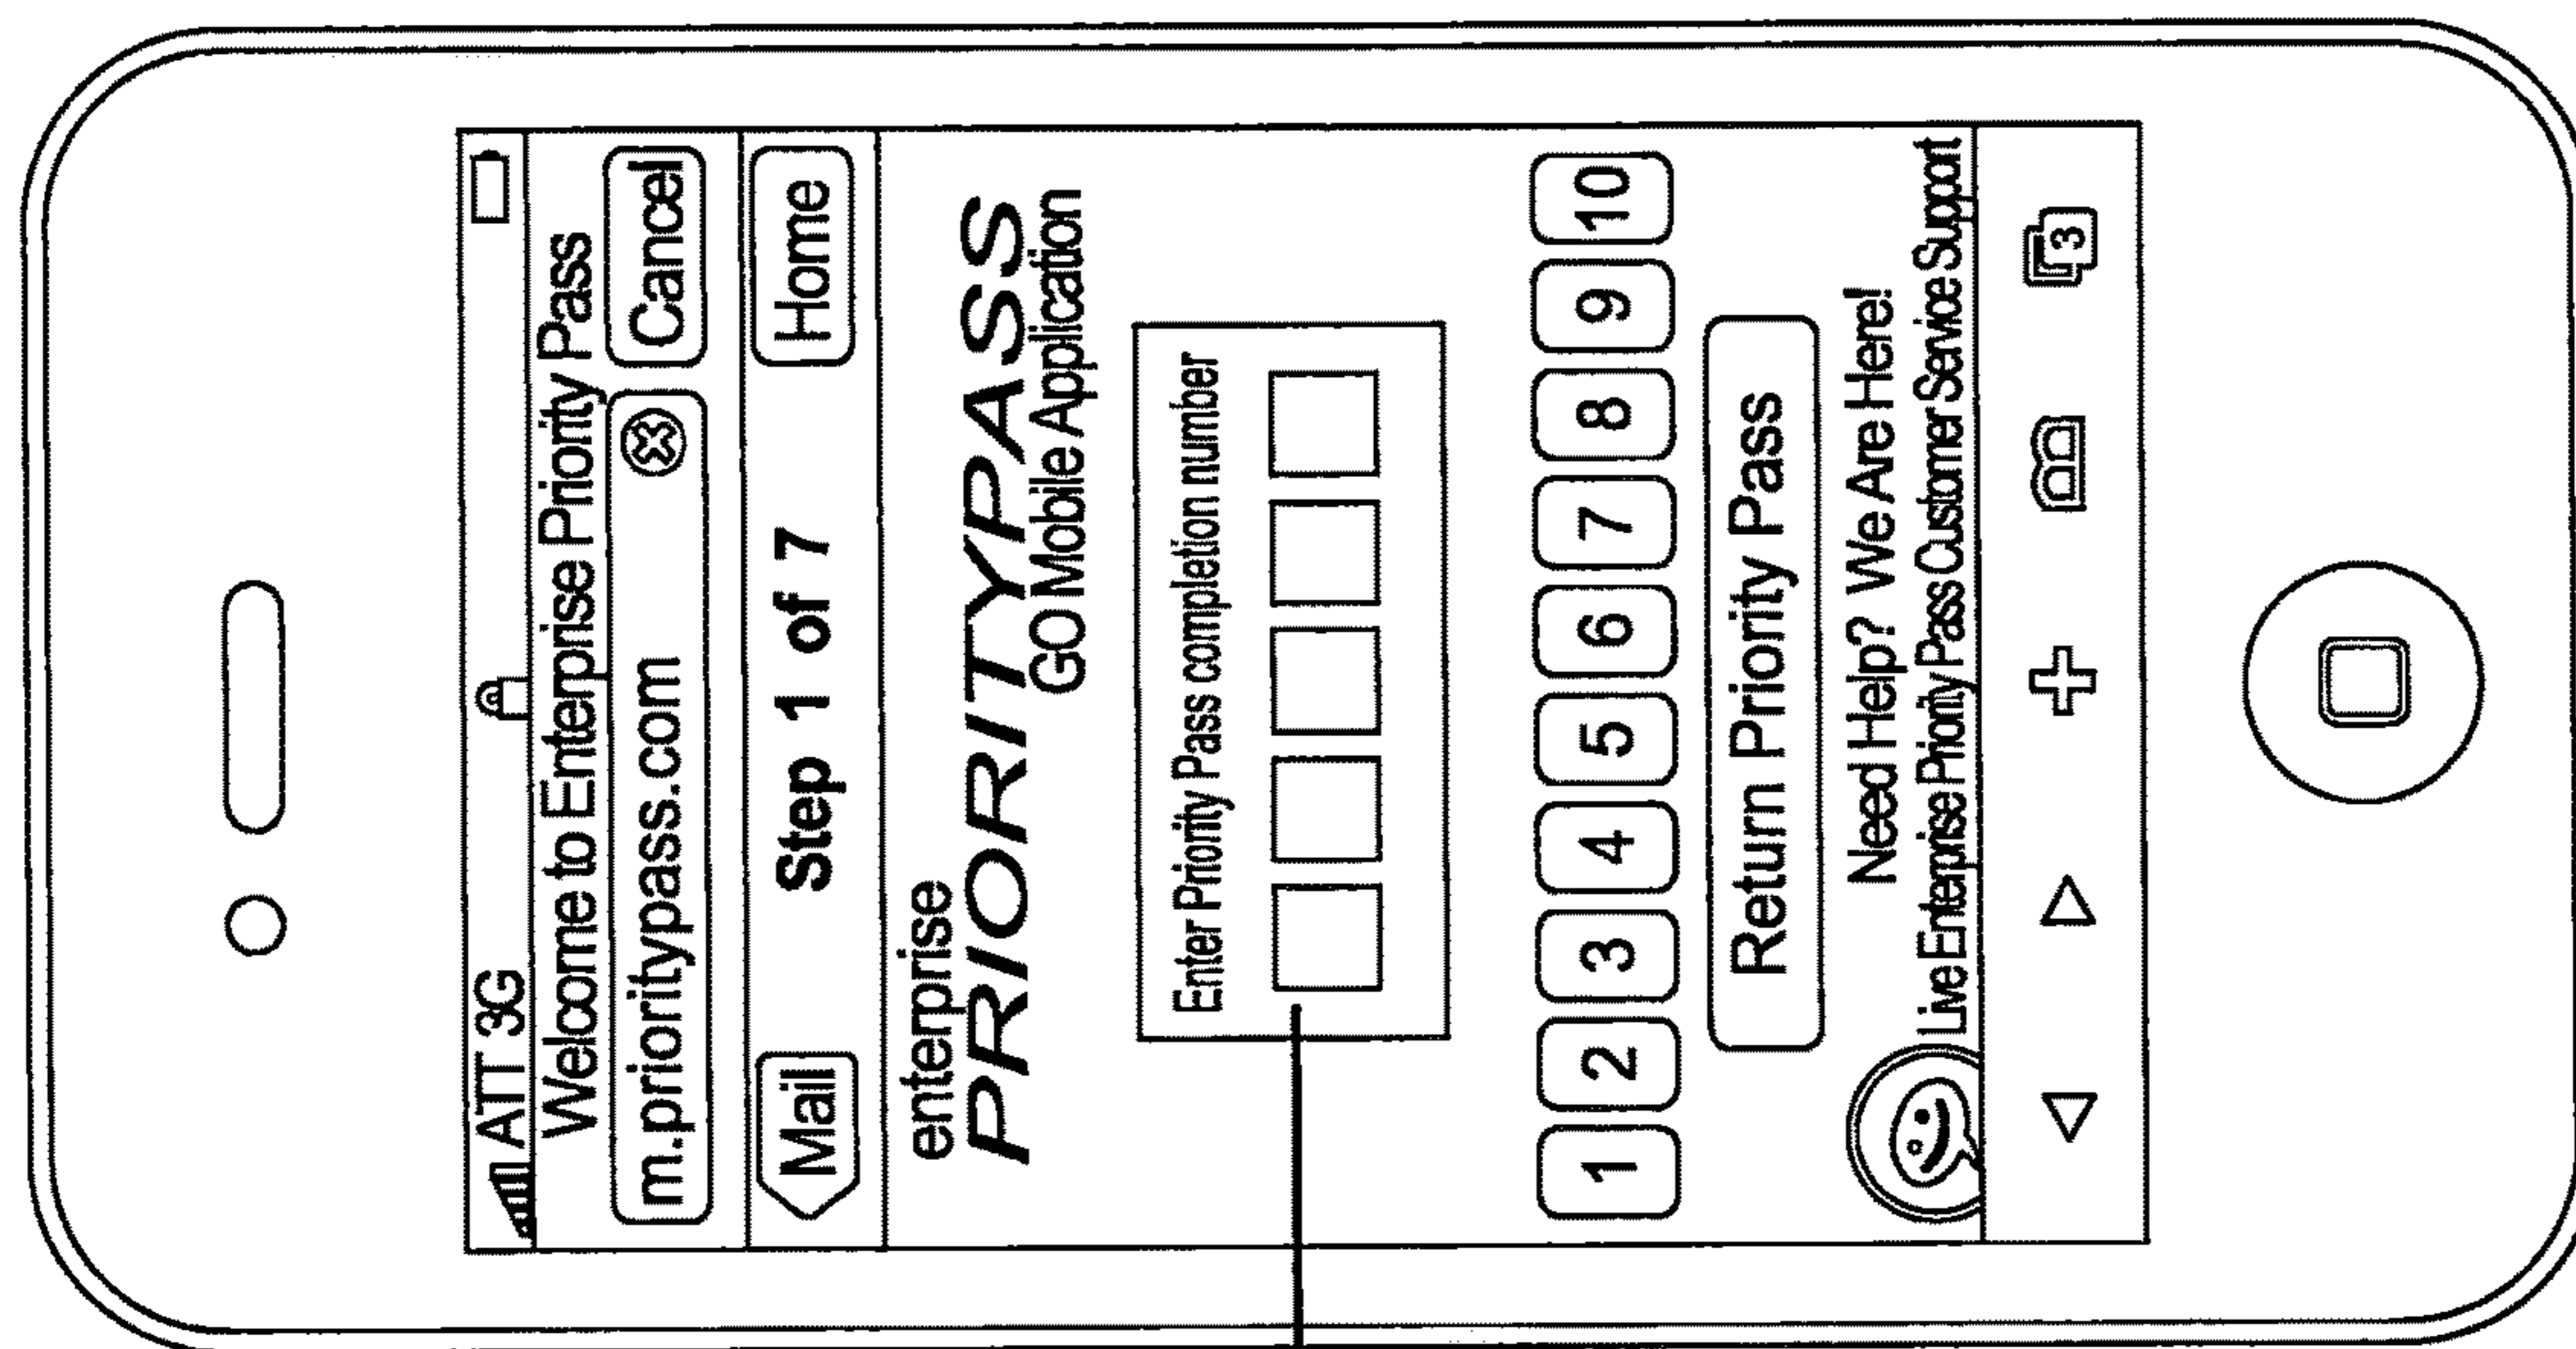 ATT 3G
Welcome to Enterprise Priority Pass
m.prioritypass.com Cancel
Mail Step 1 of 7 Home
enterprise
PRIORITYPASS
GO Mobile Application
Enter Priority Pass completion number
1 2 3 4 5 6 7 8 9 10
Return Priority Pass
Need Help? We Are Here!
Live Enterprise Priority Pass Customer Service Support
3